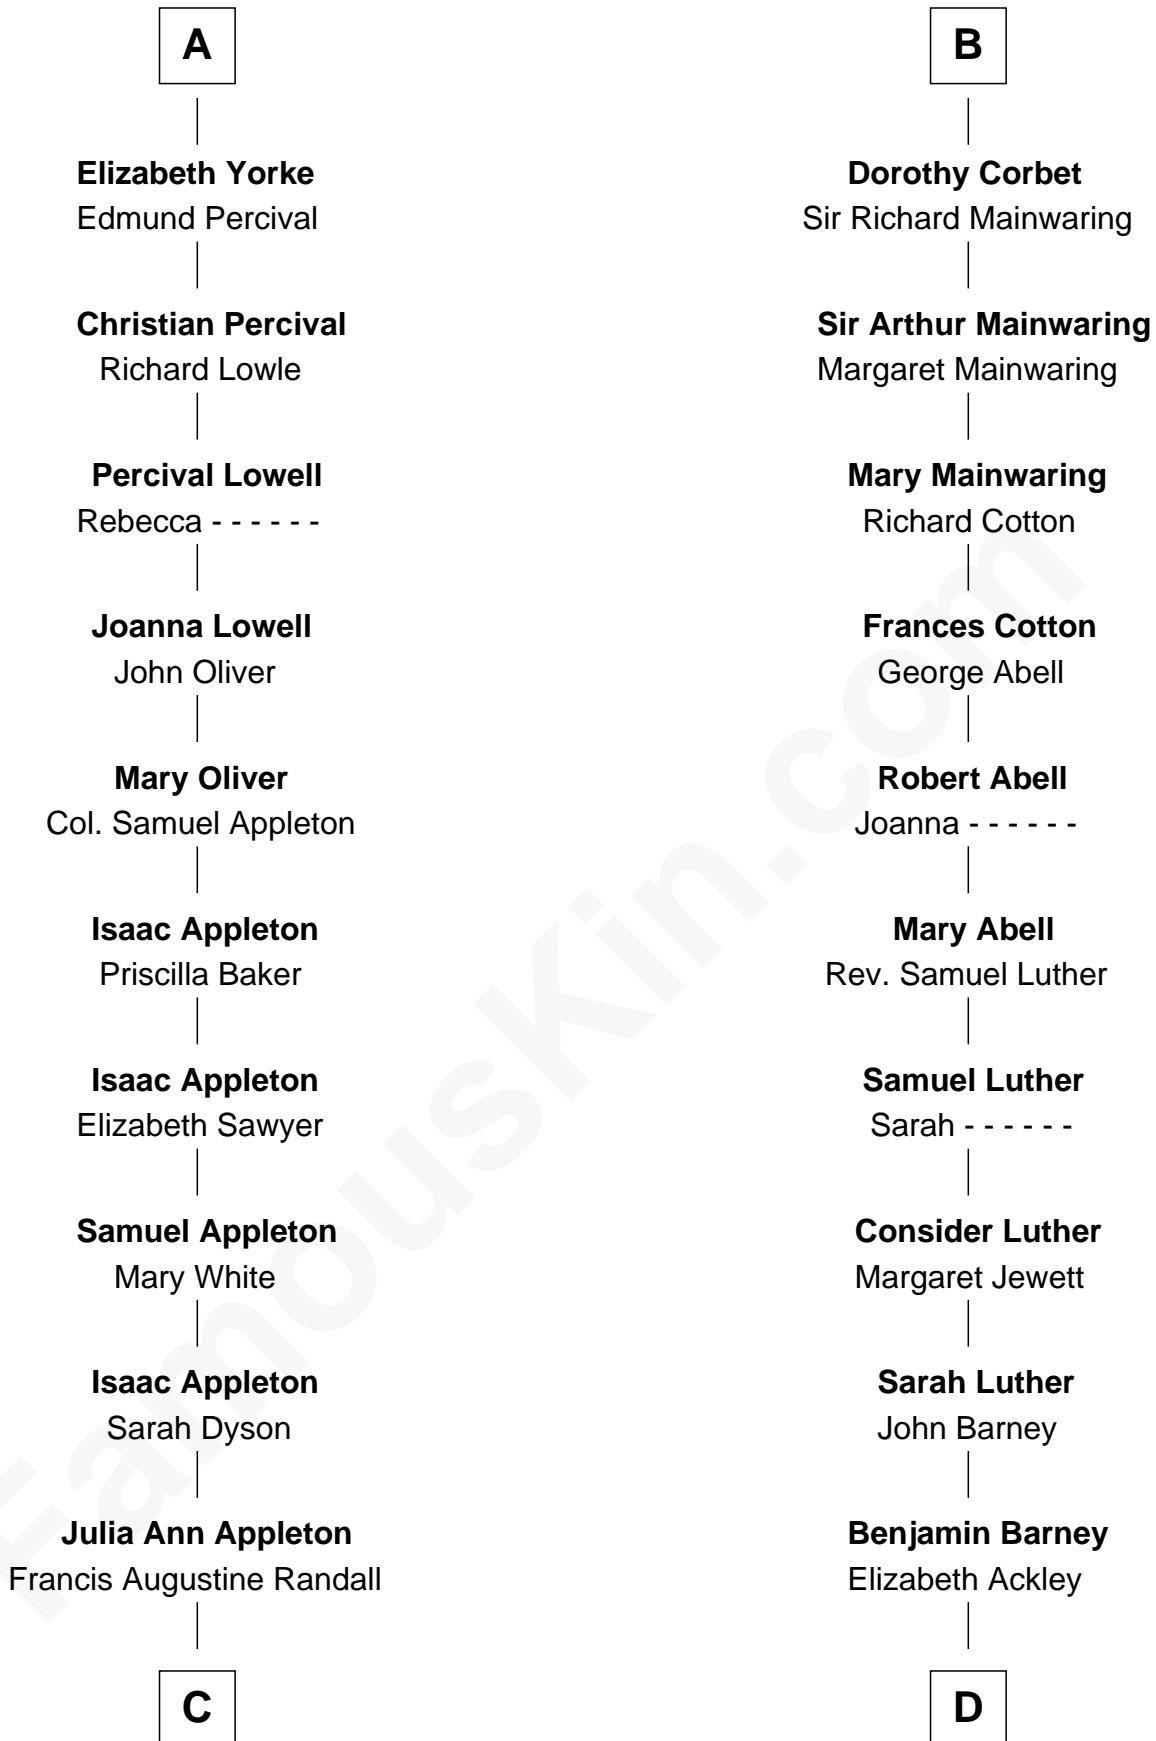 A
Elizabeth Yorke
Edmund Percival
Christian Percival
Richard Lowle
Percival Lowell
Rebecca - - - - - -
Joanna Lowell
John Oliver
Mary Oliver
Col. Samuel Appleton
Isaac Appleton
Priscilla Baker
Isaac Appleton
Elizabeth Sawyer
Samuel Appleton
Mary White
Isaac Appleton
Sarah Dyson
Julia Ann Appleton
Francis Augustine Randall
C
B
Dorothy Corbet
Sir Richard Mainwaring
Sir Arthur Mainwaring
Margaret Mainwaring
Mary Mainwaring
Richard Cotton
Frances Cotton
George Abell
Robert Abell
Joanna - - - - - -
Mary Abell
Rev. Samuel Luther
Samuel Luther
Sarah - - - - - -
Consider Luther
Margaret Jewett
Sarah Luther
John Barney
Benjamin Barney
Elizabeth Ackley
D
FamousKin.com